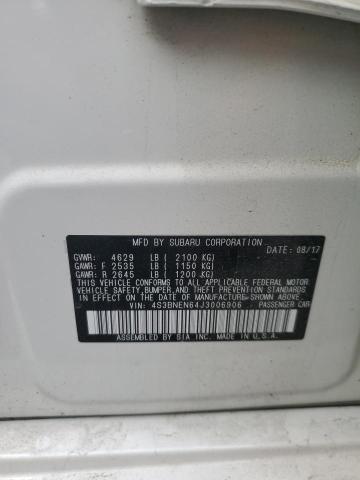 MFD. BY SUBARU CORPORATION
DATE: 08/17
GVWR: 4629 LB ( 2100 KG)
GAWR: F 2535 LB ( 1150 KG)
GAWR: R 2645 LB ( 1200 KG)
THIS VEHICLE CONFORMS TO ALL APPLICABLE FEDERAL MOTOR
VEHICLE SAFETY, BUMPER, AND THEFT PREVENTION STANDARDS
IN EFFECT ON THE DATE OF MANUFACTURE SHOWN ABOVE.
VIN: 4S3BNEN64J3006906 PASSENGER CAR
ASSEMBLED BY SIA INC. MADE IN U.S.A.